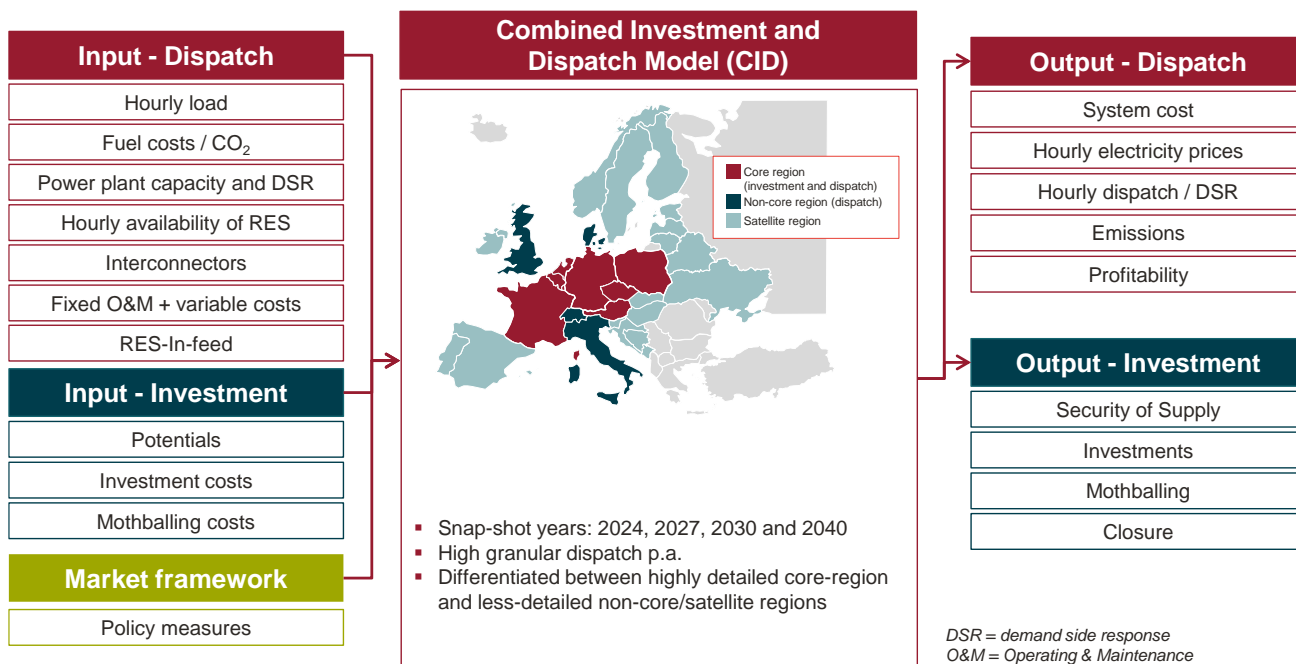 Input - Dispatch
Hourly load
Fuel costs / CO₂
Power plant capacity and DSR
Hourly availability of RES
Interconnectors
Fixed O&M + variable costs
RES-In-feed
Input - Investment
Potentials
Investment costs
Mothballing costs
Market framework
Policy measures
Combined Investment and
Dispatch Model (CID)
Core region
(investment and dispatch)
Non-core region (dispatch)
Satellite region
▪ Snap-shot years: 2024, 2027, 2030 and 2040
▪ High granular dispatch p.a.
▪ Differentiated between highly detailed core-region
and less-detailed non-core/satellite regions
Output - Dispatch
System cost
Hourly electricity prices
Hourly dispatch / DSR
Emissions
Profitability
Output - Investment
Security of Supply
Investments
Mothballing
Closure
DSR = demand side response
O&M = Operating & Maintenance